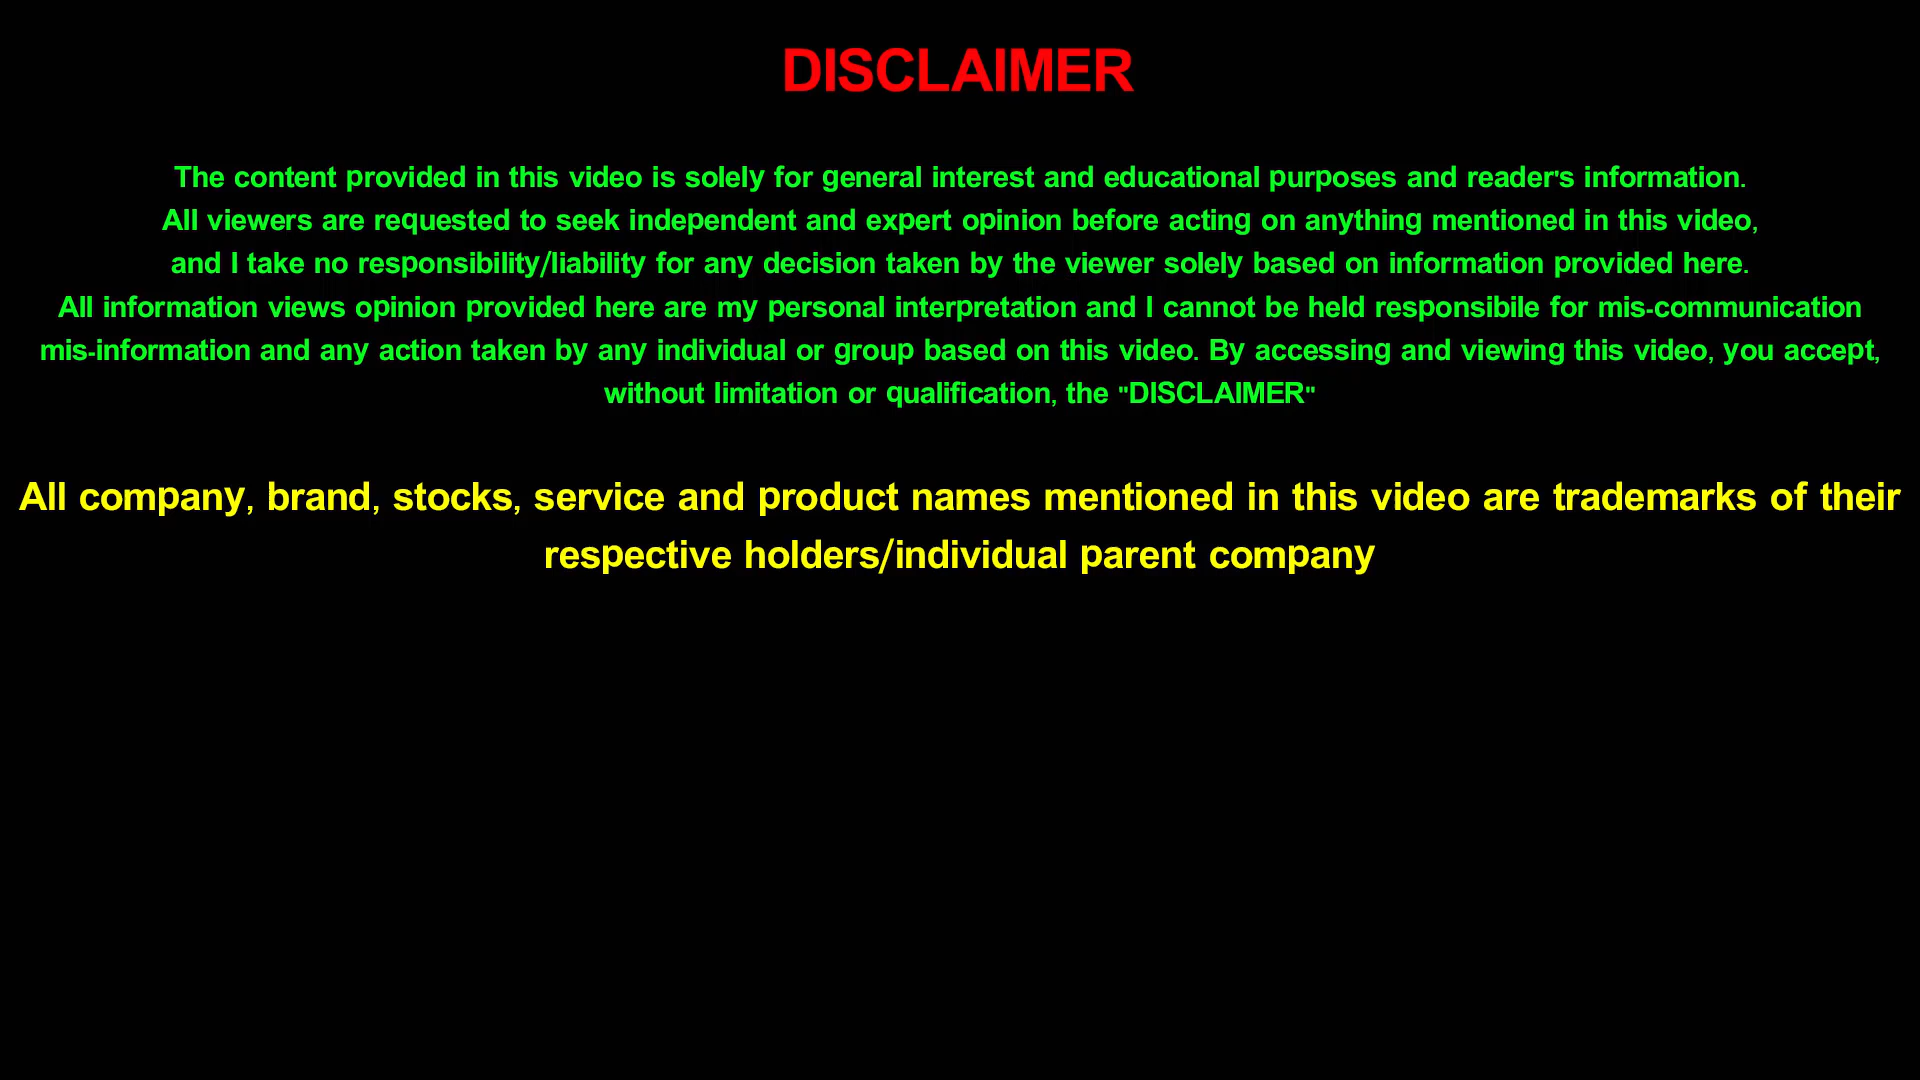 DISCLAIMER
The content provided in this video is solely for general interest and educational purposes and reader's information.
All viewers are requested to seek independent and expert opinion before acting on anything mentioned in this video,
and I take no responsibility/liability for any decision taken by the viewer solely based on information provided here.
All information views opinion provided here are my personal interpretation and I cannot be held responsibile for mis-communication
mis-information and any action taken by any individual or group based on this video. By accessing and viewing this video, you accept,
without limitation or qualification, the "DISCLAIMER"
All company, brand, stocks, service and product names mentioned in this video are trademarks of their
respective holders/individual parent company